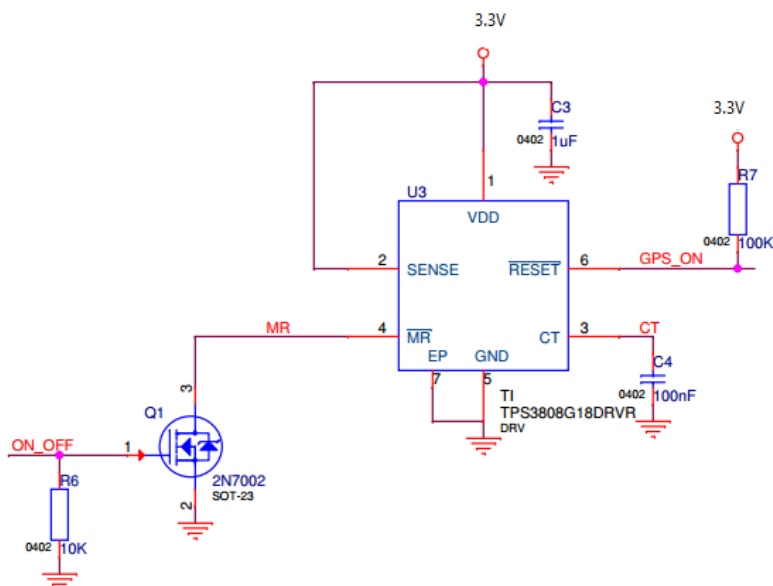 3.3V
C3
0402
1uF
3.3V
R7
0402
100K
U3
1
VDD
2
SENSE
RESET
6
GPS_ON
MR
4
MR
CT
3
CT
EP
GND
7
5
C4
0402
100nF
TI
TPS3808G18DRVR
DRV
3
Q1
ON_OFF
1
2N7002
SOT-23
2
R6
0402
10K